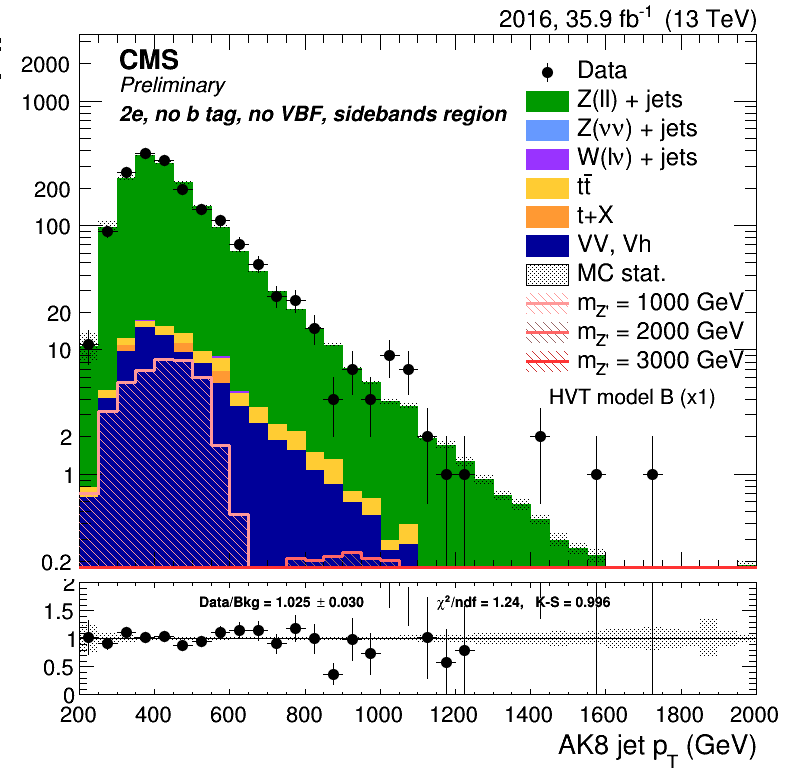 2016, 35.9 fb⁻¹ (13 TeV)
CMS
Preliminary
2e, no b tag, no VBF, sidebands region
Data
Z(ll) + jets
Z(νν) + jets
W(lν) + jets
tt̄
t+X
VV, Vh
MC stat.
m_Z' = 1000 GeV
m_Z' = 2000 GeV
m_Z' = 3000 GeV
HVT model B (x1)
2000
1000
200
100
20
10
2
1
0.2
Data/Bkg = 1.025 ± 0.030
χ²/ndf = 1.24, K-S = 0.996
2
1.5
1
0.5
0
200 400 600 800 1000 1200 1400 1600 1800 2000
AK8 jet p_T (GeV)